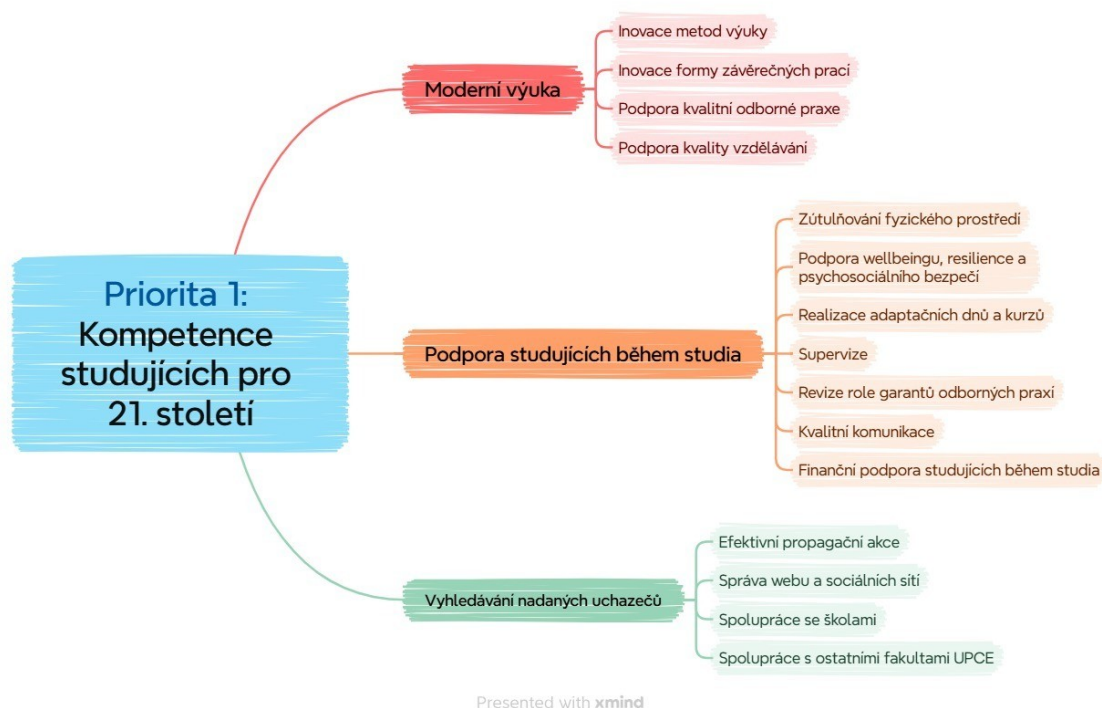 Priorita 1:
Kompetence
studujících pro
21. století
Moderní výuka
Inovace metod výuky
Inovace formy závěrečných prací
Podpora kvalitní odborné praxe
Podpora kvality vzdělávání
Podpora studujících během studia
Zútulňování fyzického prostředí
Podpora wellbeingu, resilience a
psychosociálního bezpečí
Realizace adaptačních dnů a kurzů
Supervize
Revize role garantů odborných praxí
Kvalitní komunikace
Finanční podpora studujících během studia
Vyhledávání nadaných uchazečů
Efektivní propagační akce
Správa webu a sociálních sítí
Spolupráce se školami
Spolupráce s ostatními fakultami UPCE
Presented with xmind